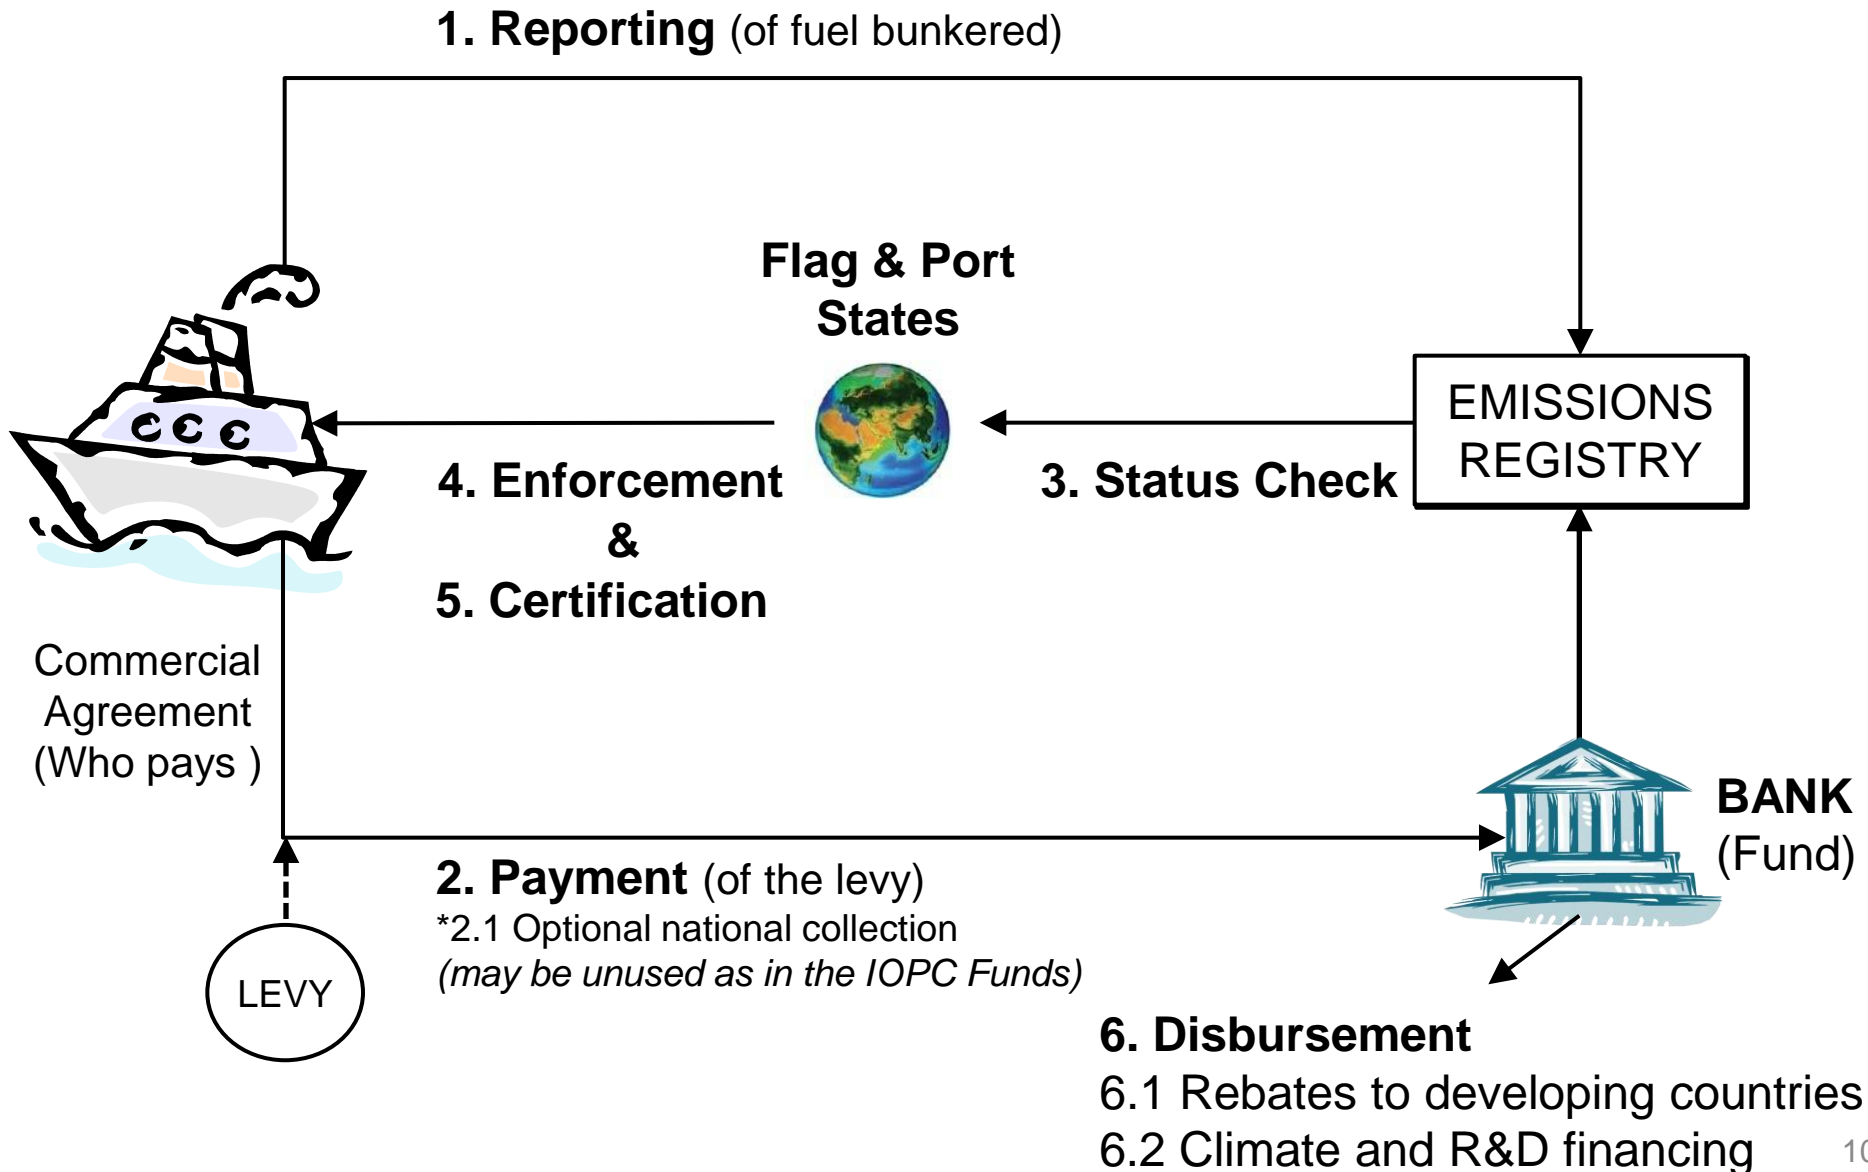 1. Reporting (of fuel bunkered)
Flag & Port
States
EMISSIONS
REGISTRY
4. Enforcement
&
5. Certification
3. Status Check
Commercial
Agreement
(Who pays )
BANK
(Fund)
2. Payment (of the levy)
*2.1 Optional national collection
(may be unused as in the IOPC Funds)
LEVY
6. Disbursement
6.1 Rebates to developing countries
6.2 Climate and R&D financing
10